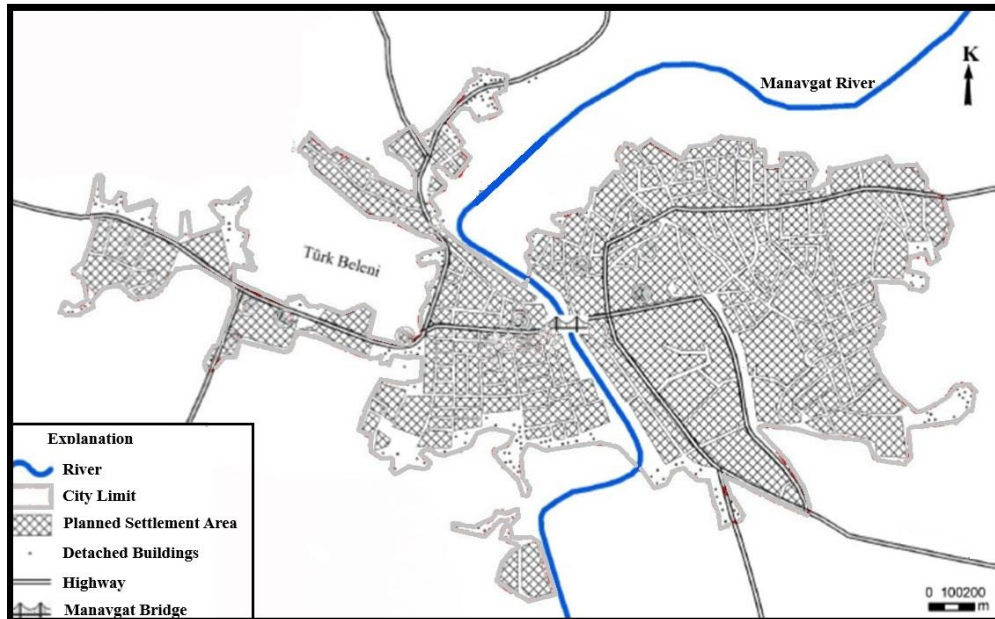 K
Manavgat River
Türk Beleni
Explanation
River
City Limit
Planned Settlement Area
Detached Buildings
Highway
Manavgat Bridge
0 100200
m